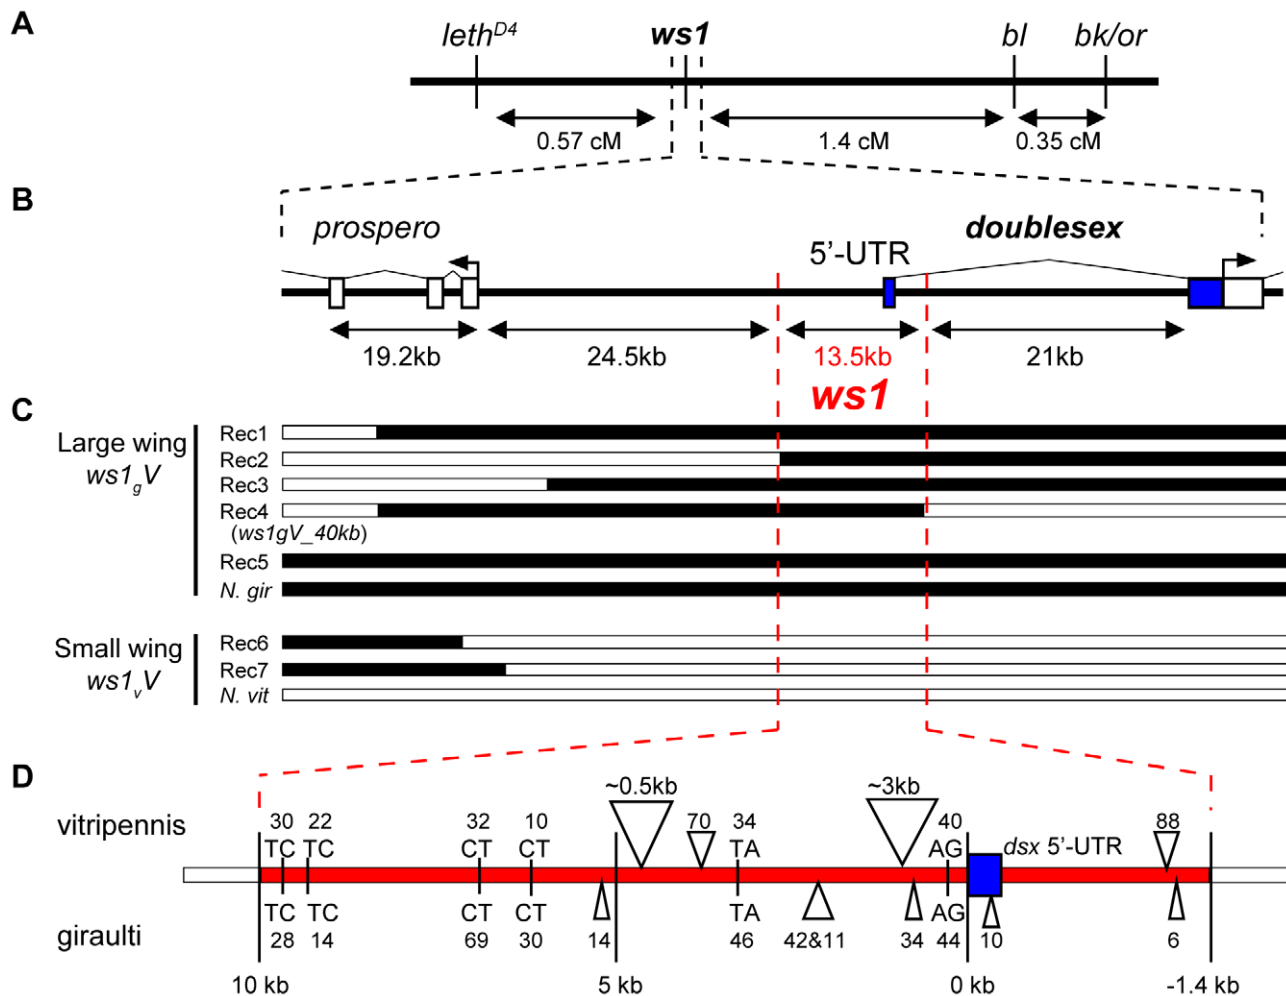 A
leth^D4 ws1 bl bk/or
0.57 cM 1.4 cM 0.35 cM
B
prospero 5’-UTR doublesex
19.2kb 24.5kb 13.5kb 21kb
ws1
C
Large wing
ws1gV
Rec1
Rec2
Rec3
Rec4
(ws1gV_40kb)
Rec5
N. gir
Small wing
ws1vV
Rec6
Rec7
N. vit
D
~0.5kb ~3kb
vitripennis 30 22 32 10 70 34 40 dsx 5’-UTR 88
TC TC CT CT TA AG
TC TC CT CT TA AG
giraulti 28 14 69 30 14 46 42&11 34 44 10 6
10 kb 5 kb 0 kb -1.4 kb